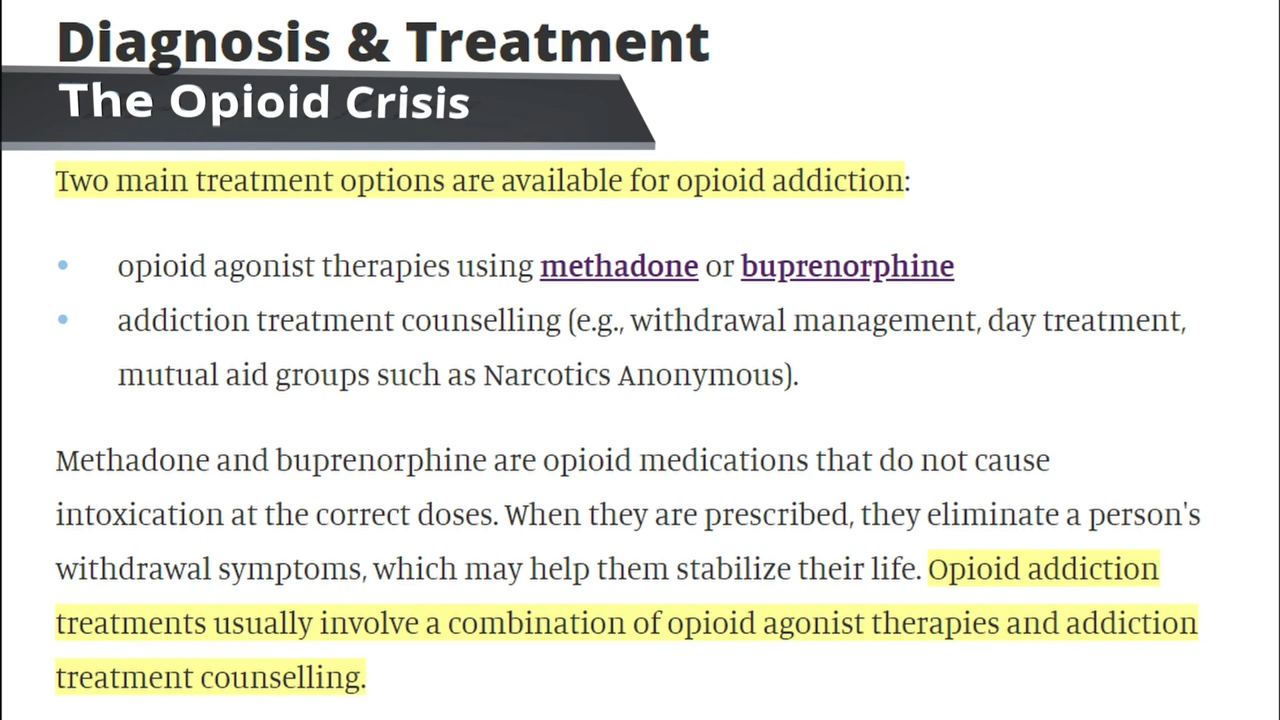 Diagnosis & Treatment
The Opioid Crisis
Two main treatment options are available for opioid addiction:
• opioid agonist therapies using methadone or buprenorphine
• addiction treatment counselling (e.g., withdrawal management, day treatment,
mutual aid groups such as Narcotics Anonymous).
Methadone and buprenorphine are opioid medications that do not cause
intoxication at the correct doses. When they are prescribed, they eliminate a person's
withdrawal symptoms, which may help them stabilize their life. Opioid addiction
treatments usually involve a combination of opioid agonist therapies and addiction
treatment counselling.